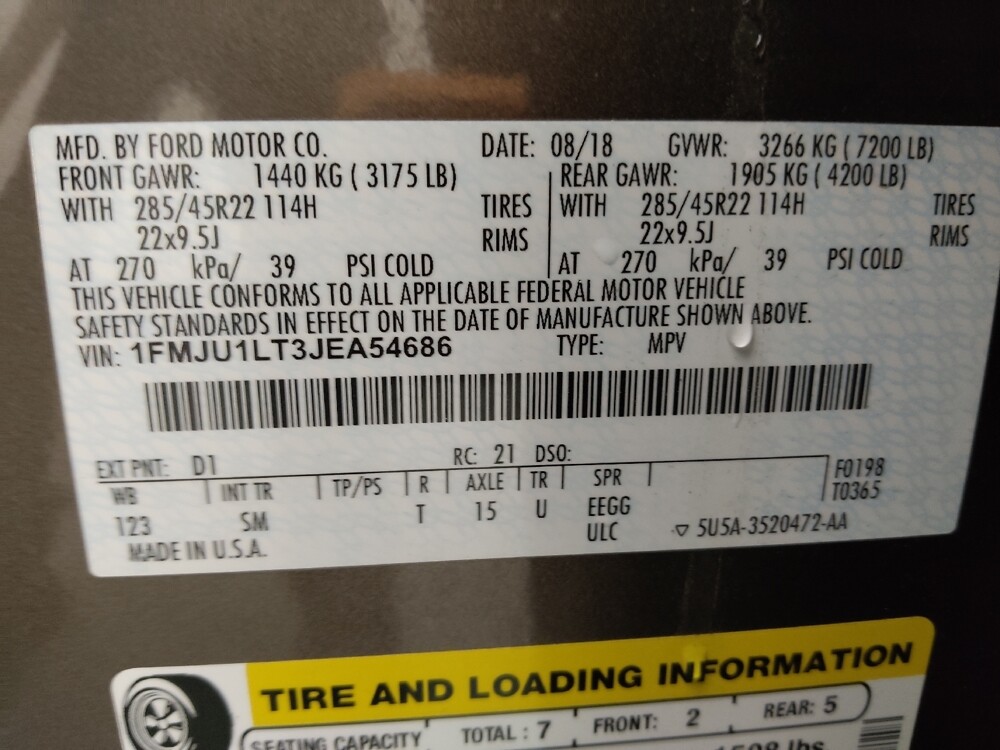 MFD. BY FORD MOTOR CO. DATE: 08/18 GVWR: 3266 KG ( 7200 LB)
FRONT GAWR: 1440 KG ( 3175 LB) REAR GAWR: 1905 KG ( 4200 LB)
WITH 285/45R22 114H TIRES WITH 285/45R22 114H TIRES
22x9.5J RIMS 22x9.5J RIMS
AT 270 kPa/ 39 PSI COLD AT 270 kPa/ 39 PSI COLD
THIS VEHICLE CONFORMS TO ALL APPLICABLE FEDERAL MOTOR VEHICLE
SAFETY STANDARDS IN EFFECT ON THE DATE OF MANUFACTURE SHOWN ABOVE.
VIN: 1FMJU1LT3JEA54686 TYPE: MPV
EXT PNT: D1 RC: 21 DSO:
WB INT TR TP/PS R AXLE TR SPR F0198
T0365
123 SM T 15 U EEGG
ULC ▽ 5U5A-3520472-AA
MADE IN U.S.A.
TIRE AND LOADING INFORMATION
SEATING CAPACITY TOTAL : 7 FRONT: 2 REAR: 5
lbs